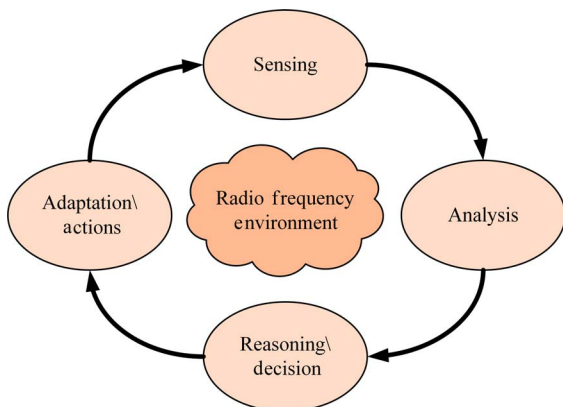 Sensing
Adaptation\
actions
Radio frequency
environment
Analysis
Reasoning\
decision